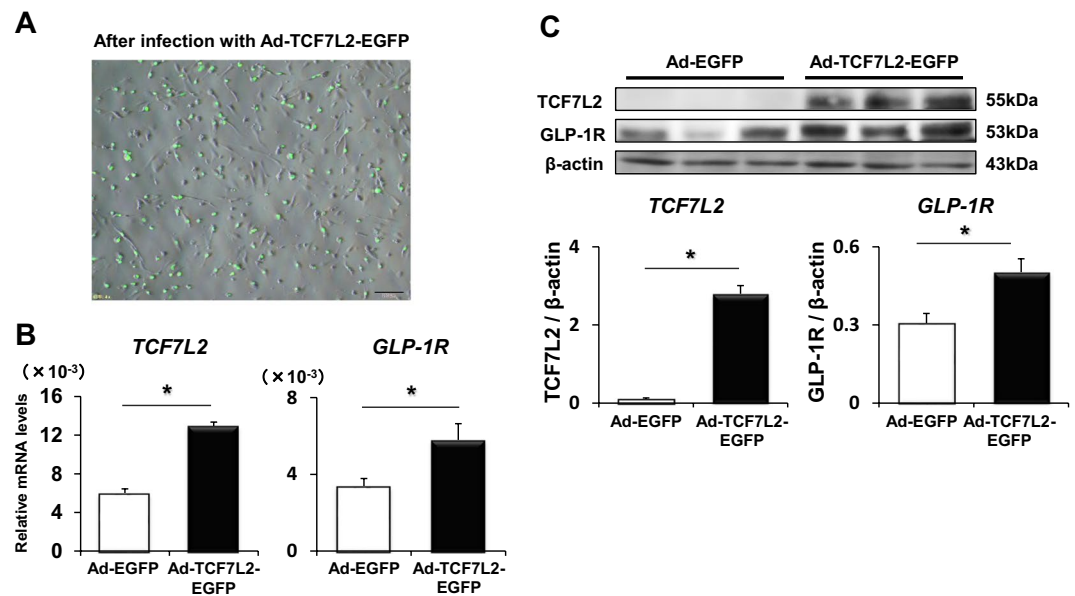 A
After infection with Ad-TCF7L2-EGFP
B
TCF7L2
(×10-3)
Relative mRNA levels
16
12
8
4
0
*
Ad-EGFP
Ad-TCF7L2-
EGFP
GLP-1R
(×10-3)
8
4
0
*
Ad-EGFP
Ad-TCF7L2-
EGFP
C
Ad-EGFP
Ad-TCF7L2-EGFP
TCF7L2
55kDa
GLP-1R
53kDa
β-actin
43kDa
TCF7L2
TCF7L2 / β-actin
4
2
0
*
Ad-EGFP
Ad-TCF7L2-
EGFP
GLP-1R
GLP-1R / β-actin
0.6
0.3
0
*
Ad-EGFP
Ad-TCF7L2-
EGFP